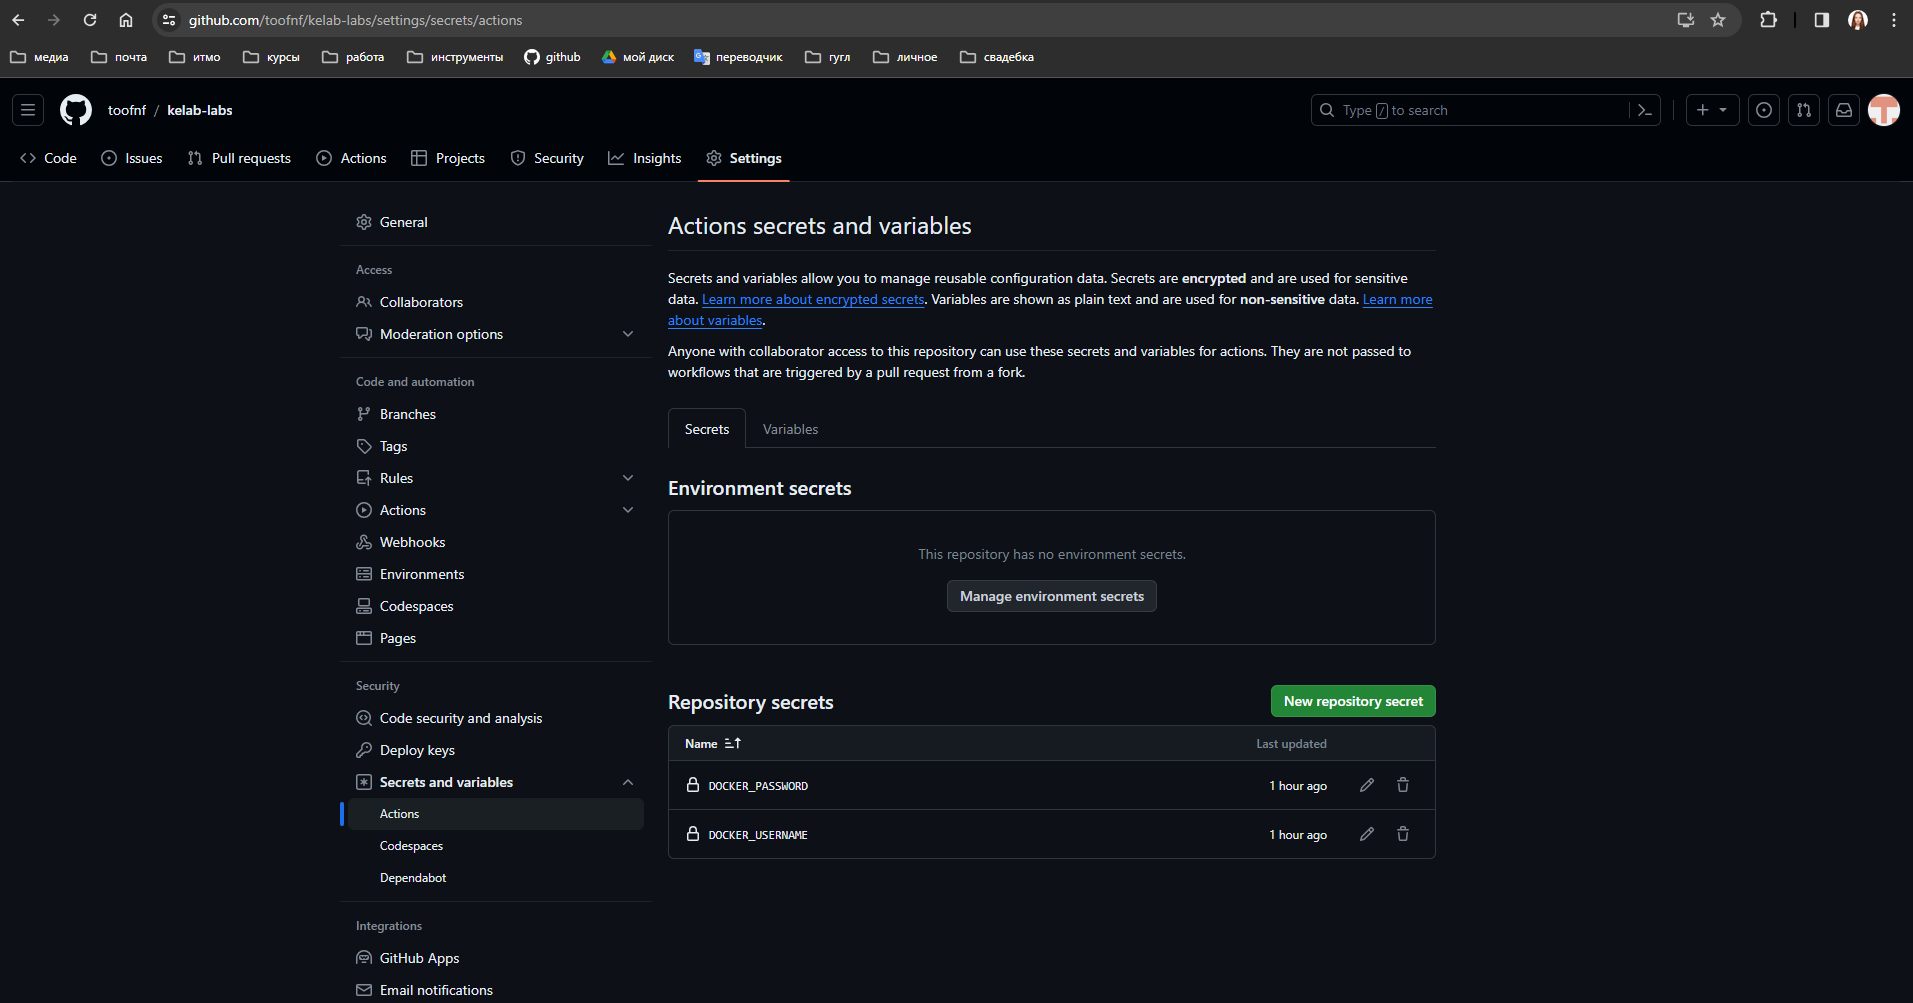 github.com/toofnf/kelab-labs/settings/secrets/actions
медиа почта итмо курсы работа инструменты github мой диск переводчик гугл личное свадебка
toofnf / kelab-labs
Type / to search
Code Issues Pull requests Actions Projects Security Insights Settings
General
Access
Collaborators
Moderation options
Code and automation
Branches
Tags
Rules
Actions
Webhooks
Environments
Codespaces
Pages
Security
Code security and analysis
Deploy keys
Secrets and variables
Actions
Codespaces
Dependabot
Integrations
GitHub Apps
Email notifications
Actions secrets and variables
Secrets and variables allow you to manage reusable configuration data. Secrets are encrypted and are used for sensitive
data. Learn more about encrypted secrets. Variables are shown as plain text and are used for non-sensitive data. Learn more
about variables.
Anyone with collaborator access to this repository can use these secrets and variables for actions. They are not passed to
workflows that are triggered by a pull request from a fork.
Secrets Variables
Environment secrets
This repository has no environment secrets.
Manage environment secrets
Repository secrets New repository secret
Name Last updated
DOCKER_PASSWORD 1 hour ago
DOCKER_USERNAME 1 hour ago